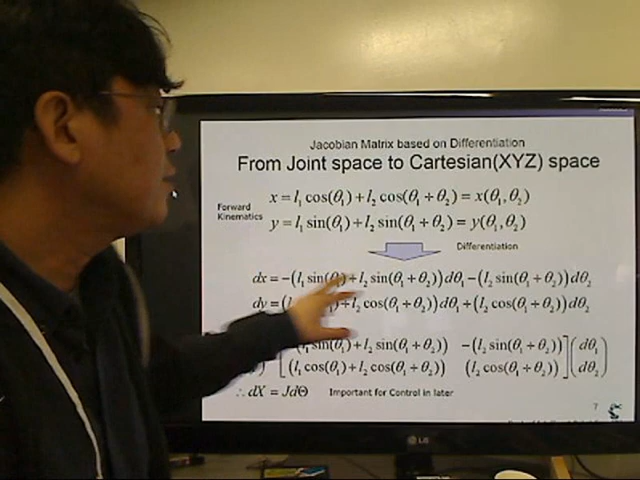 Jacobian Matrix based on Differentiation
From Joint space to Cartesian(XYZ) space
Forward
Kinematics
x = l₁ cos(θ₁) + l₂ cos(θ₁ + θ₂) = x(θ₁, θ₂)
y = l₁ sin(θ₁) + l₂ sin(θ₁ + θ₂) = y(θ₁, θ₂)
Differentiation
dx = −(l₁ sin(θ₁) + l₂ sin(θ₁ + θ₂))dθ₁ − (l₂ sin(θ₁ + θ₂))dθ₂
dy = (l ) + l₂ cos(θ₁ + θ₂))dθ₁ + (l₂ cos(θ₁ + θ₂))dθ₂
(l₁ sin(θ₁) + l₂ sin(θ₁ + θ₂)) −(l₂ sin(θ₁ + θ₂)) dθ₁
(l₁ cos(θ₁) + l₂ cos(θ₁ + θ₂)) (l₂ cos(θ₁ + θ₂)) dθ₂
∴ dX = JdΘ Important for Control in later
7
LG